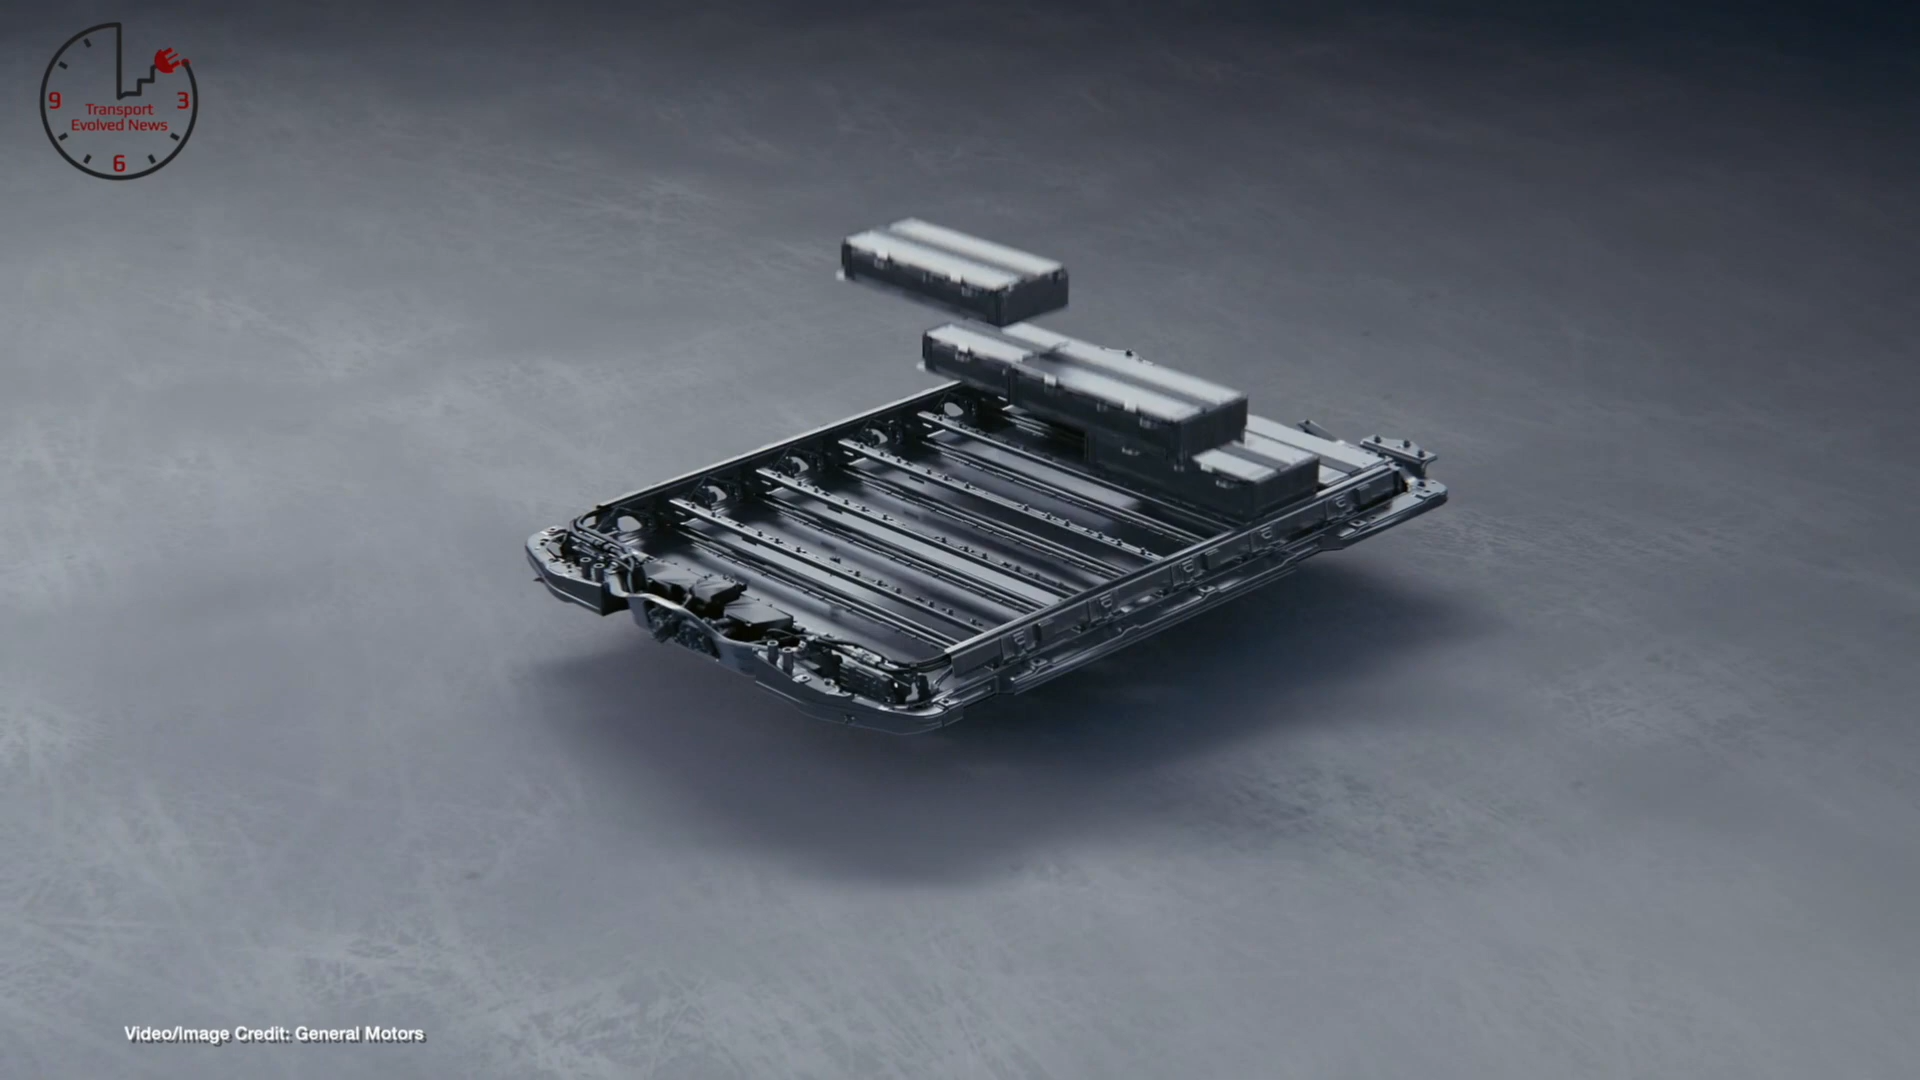 9
3
Transport
Evolved News
6
Video/Image Credit: General Motors